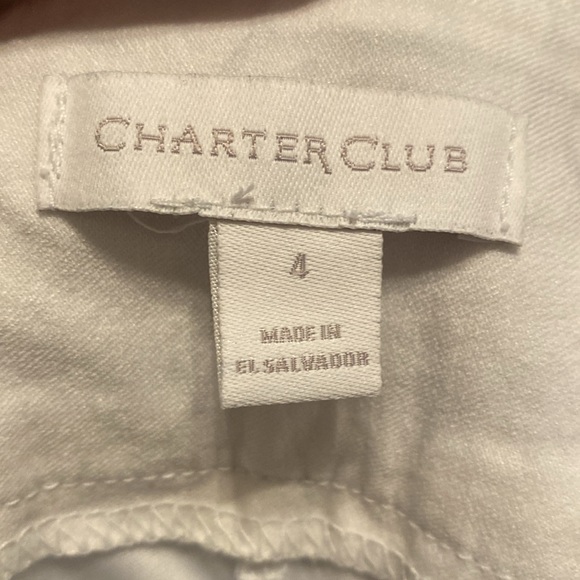 CHARTER CLUB
4
MADE IN
EL SALVADOR